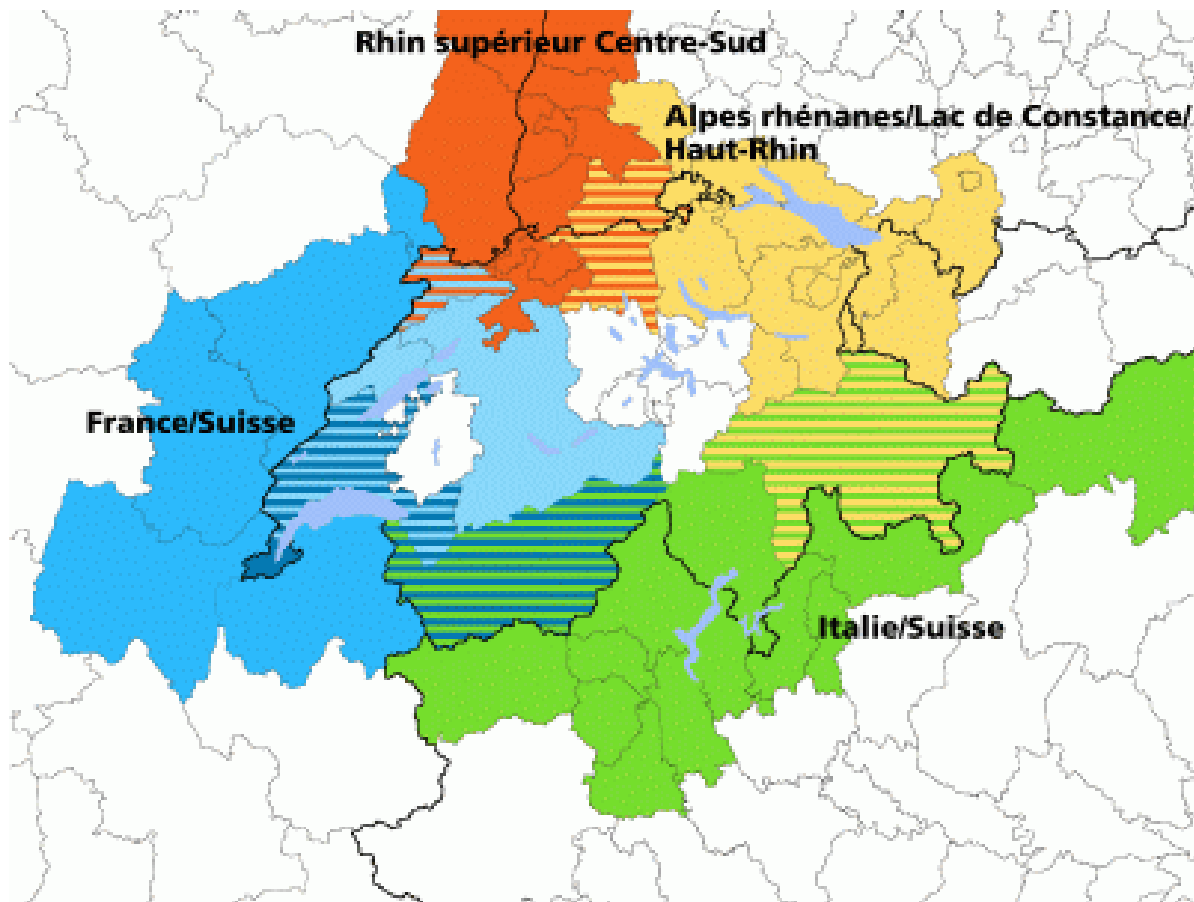 Rhin supérieur Centre-Sud
Alpes rhénanes/Lac de Constance/
Haut-Rhin
France/Suisse
Italie/Suisse